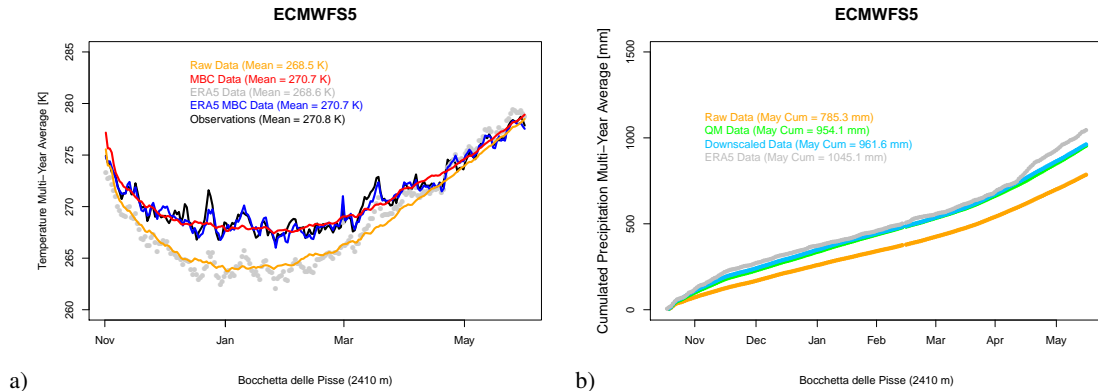 ECMWFS5
Temperature Multi−Year Average [K]
285
280
275
270
265
260
Raw Data (Mean = 268.5 K)
MBC Data (Mean = 270.7 K)
ERA5 Data (Mean = 268.6 K)
ERA5 MBC Data (Mean = 270.7 K)
Observations (Mean = 270.8 K)
Nov Jan Mar May
a) Bocchetta delle Pisse (2410 m)
ECMWFS5
Cumulated Precipitation Multi−Year Average [mm]
1500
1000
500
0
Raw Data (May Cum = 785.3 mm)
QM Data (May Cum = 954.1 mm)
Downscaled Data (May Cum = 961.6 mm)
ERA5 Data (May Cum = 1045.1 mm)
Nov Dec Jan Feb Mar Apr May
b) Bocchetta delle Pisse (2410 m)